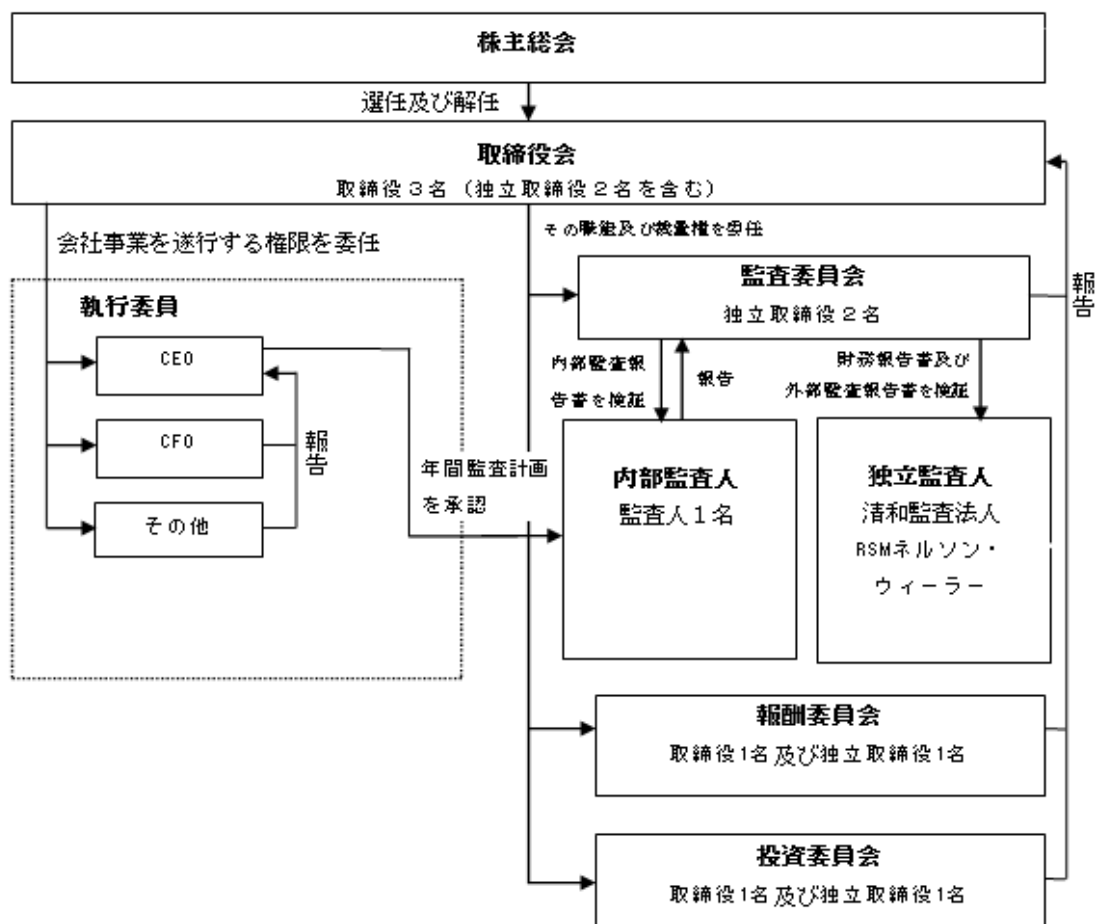 株主総会
選任及び解任
取締役会
取締役３名（独立取締役２名を含む）
会社事業を遂行する権限を委任
その職能及び裁量権を委任
監査委員会
独立取締役２名
報告
執行委員
CEO
CFO
その他
報告
内部監査報
告書を検証
報告
財務報告書及び
外部監査報告書を検証
年間監査計画
を承認
内部監査人
監査人１名
独立監査人
清和監査法人
RSMネルソン・
ウィーラー
報酬委員会
取締役1名及び独立取締役1名
投資委員会
取締役1名及び独立取締役1名